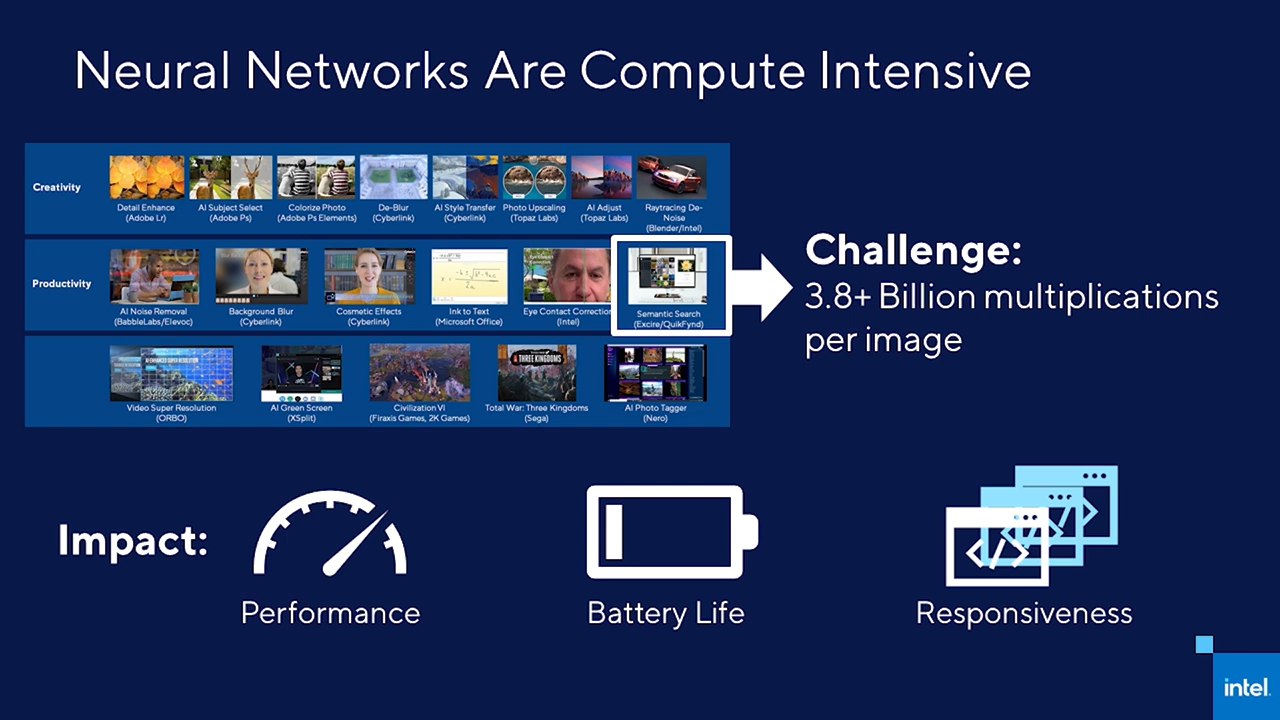 Neural Networks Are Compute Intensive
Creativity
Detail Enhance
(Adobe Lr)
AI Subject Select
(Adobe Ps)
Colorize Photo
(Adobe Ps Elements)
De-Blur
(Cyberlink)
AI Style Transfer
(Cyberlink)
Photo Upscaling
(Topaz Labs)
AI Adjust
(Topaz Labs)
Raytracing De-
Noise
(Blender/Intel)
Productivity
AI Noise Removal
(BabbleLabs/Elevoc)
Background Blur
(Cyberlink)
Cosmetic Effects
(Cyberlink)
Ink to Text
(Microsoft Office)
Eye Contact Correction
(Intel)
Semantic Search
(Excire/QuikFynd)
AI ENHANCED SUPER RESOLUTION
Video Super Resolution
(ORBO)
AI Green Screen
(XSplit)
Civilization VI
(Firaxis Games, 2K Games)
THREE KINGDOMS
Total War: Three Kingdoms
(Sega)
AI Photo Tagger
(Nero)
Challenge:
3.8+ Billion multiplications
per image
Impact:
Performance
Battery Life
</>
Responsiveness
intel.